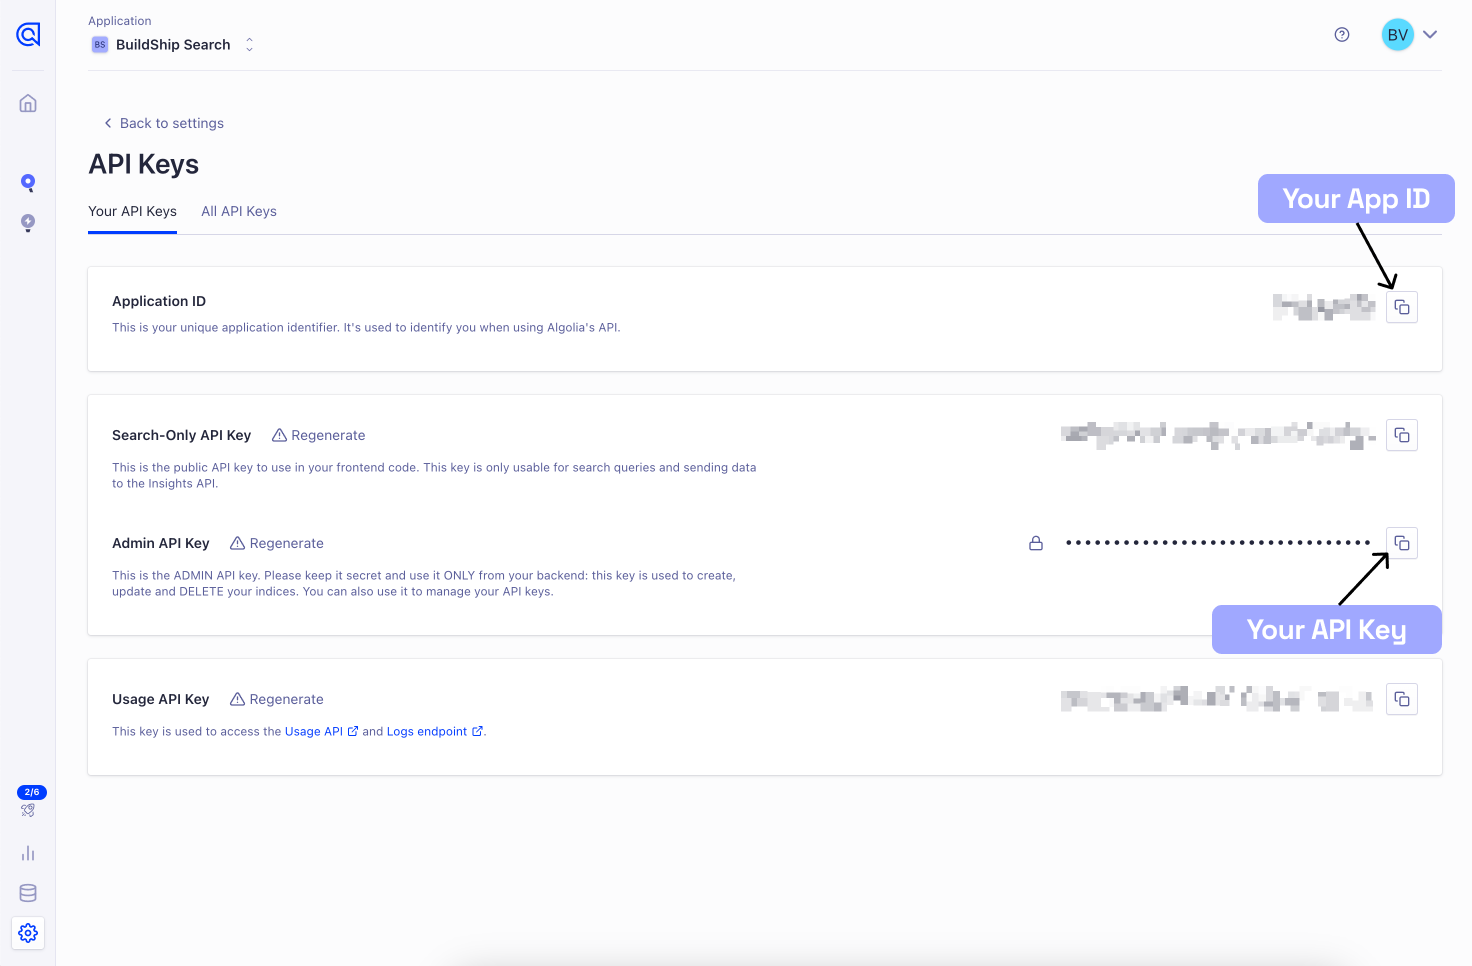 Application
BS BuildShip Search
BV
Back to settings
API Keys
Your API Keys All API Keys
Your App ID
Application ID
This is your unique application identifier. It's used to identify you when using Algolia's API.
Search-Only API Key Regenerate
This is the public API key to use in your frontend code. This key is only usable for search queries and sending data
to the Insights API.
Admin API Key Regenerate
This is the ADMIN API key. Please keep it secret and use it ONLY from your backend: this key is used to create,
update and DELETE your indices. You can also use it to manage your API keys.
Your API Key
Usage API Key Regenerate
This key is used to access the Usage API and Logs endpoint.
2/6